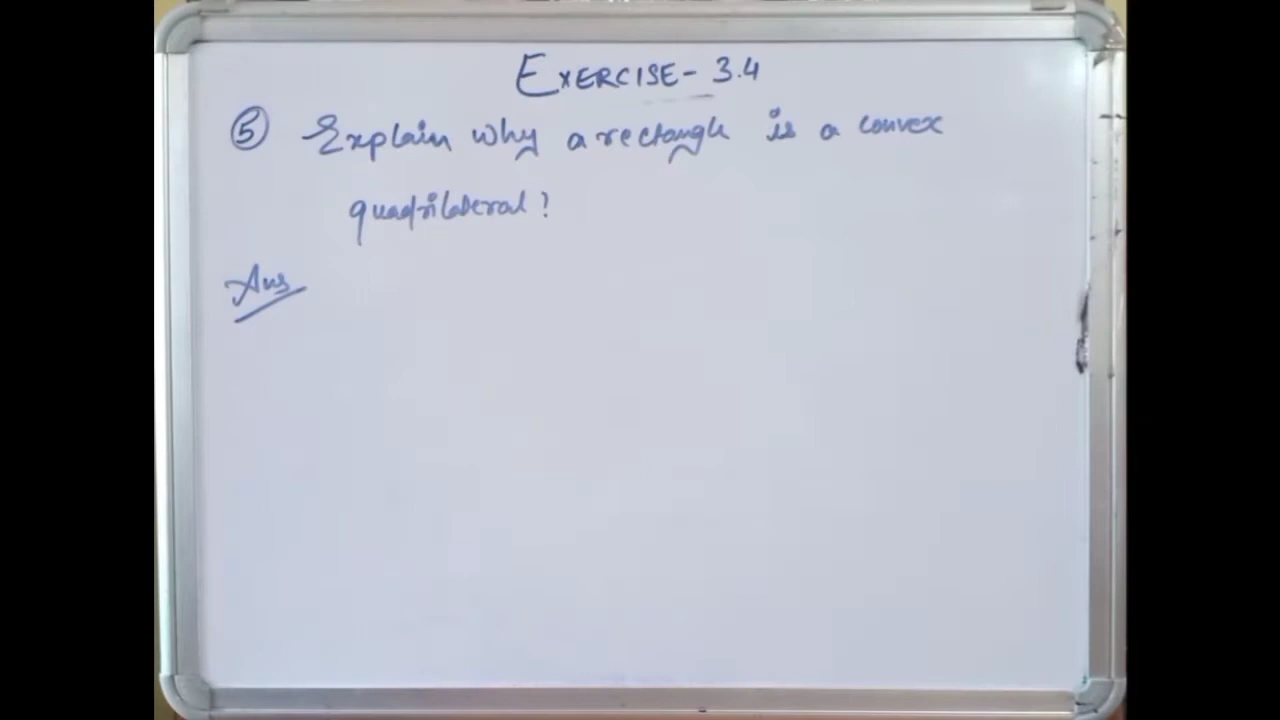 EXERCISE - 3.4
⑤ Explain why a rectangle is a convex
quadrilateral?
Ans